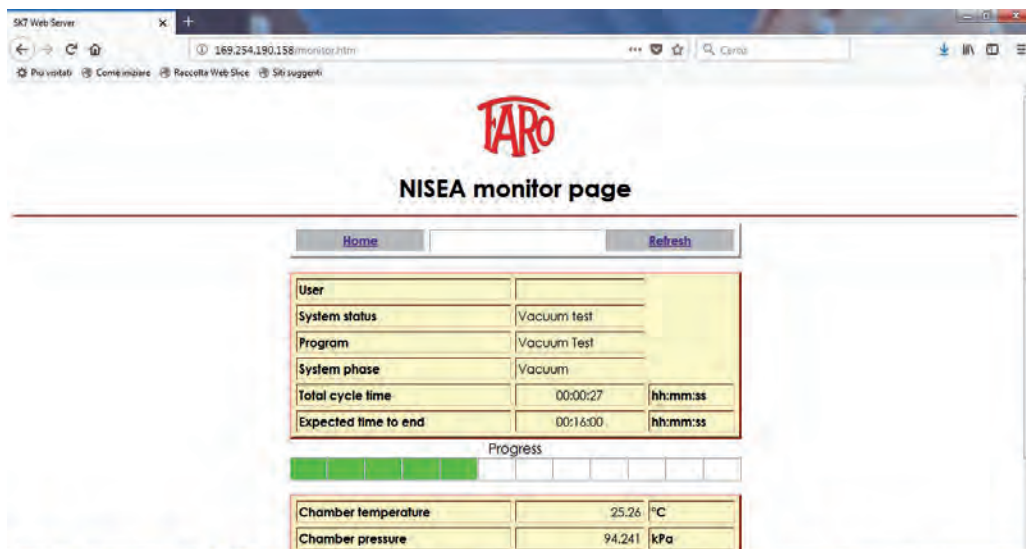 SK7 Web Server
169.254.190.158/monitor.htm
Cerca
Più visitati Come iniziare Raccolta Web Slice Siti suggeriti
FARO
NISEA monitor page
Home Refresh
User
System status Vacuum test
Program Vacuum Test
System phase Vacuum
Total cycle time 00:00:27 hh:mm:ss
Expected time to end 00:16:00 hh:mm:ss
Progress
Chamber temperature 25.26 °C
Chamber pressure 94.241 kPa